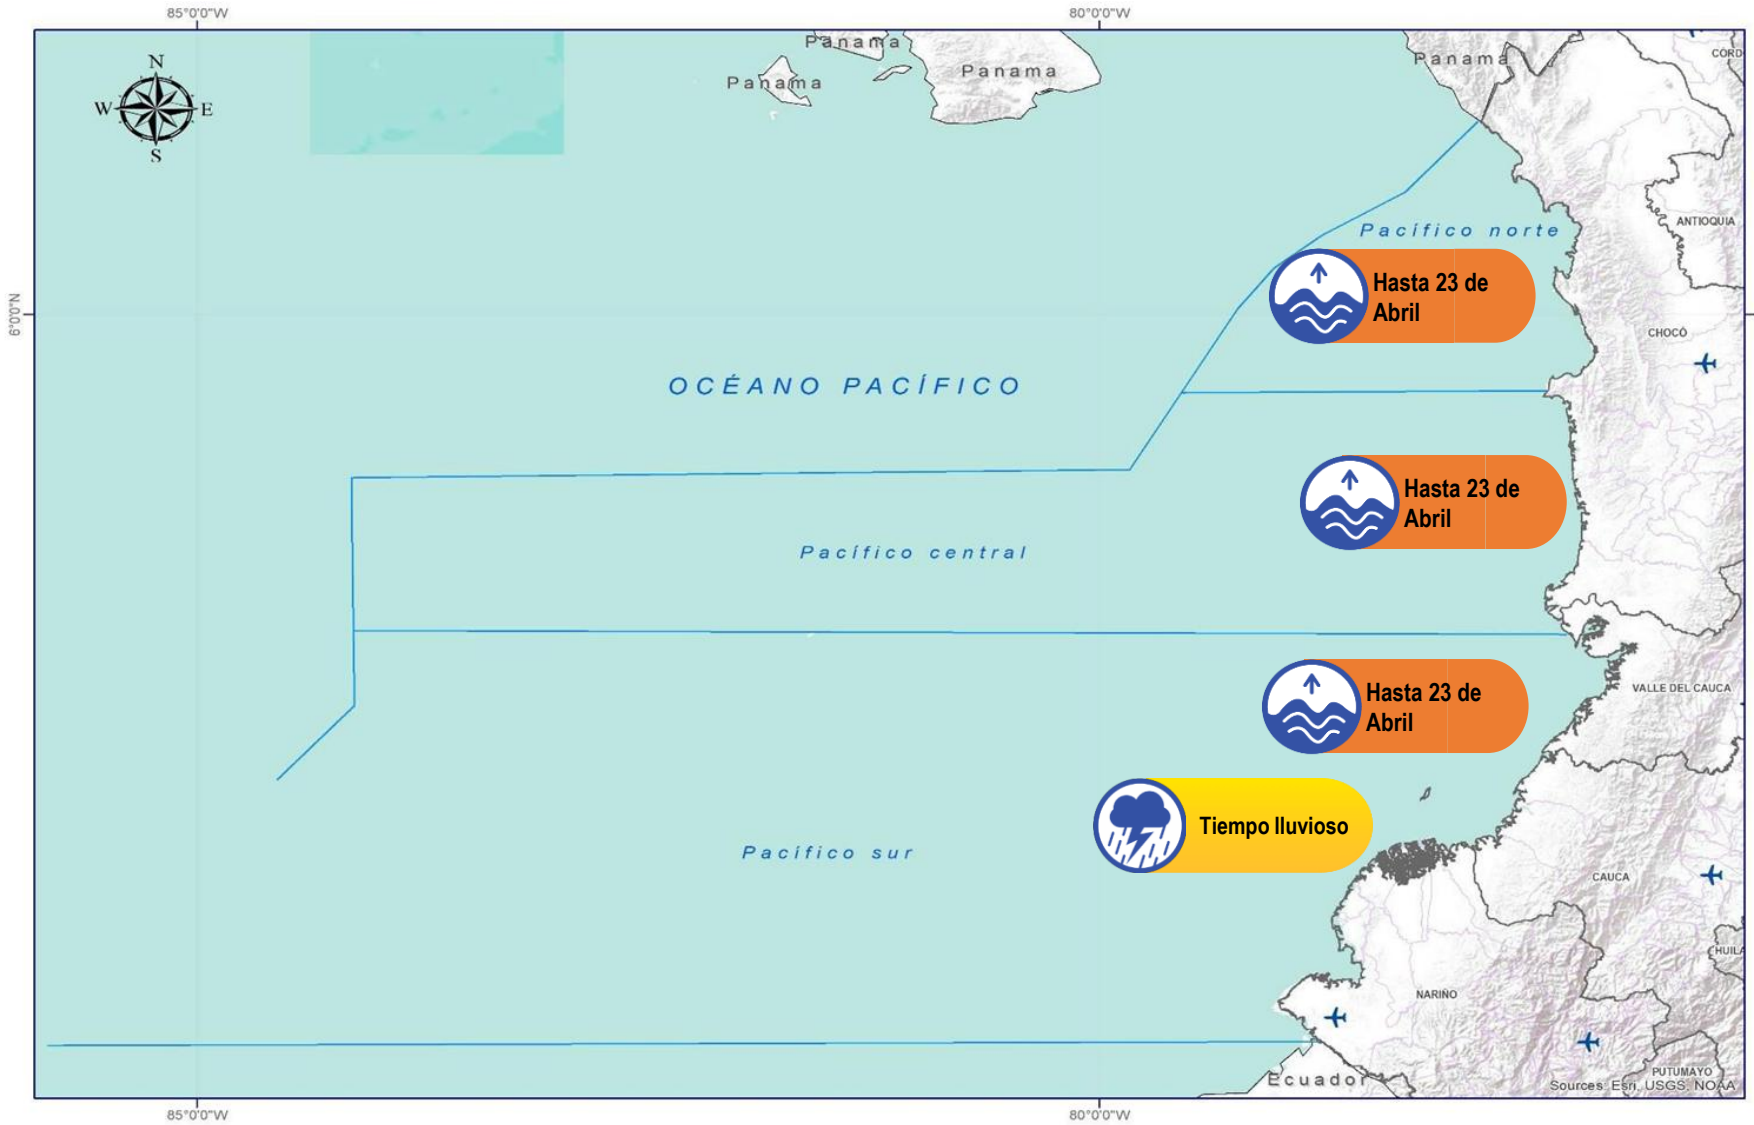 85°0'0"W
80°0'0"W
N
W
E
S
Panama
Panama
Panama
Panama
CORD
ANTIOQUIA
Pacífico norte
Hasta 23 de
Abril
6°0'0"N
CHOCÓ
OCÉANO PACÍFICO
Hasta 23 de
Abril
Pacífico central
VALLE DEL CAUCA
Hasta 23 de
Abril
Tiempo lluvioso
Pacífico sur
CAUCA
HUILA
NARIÑO
Ecuador
PUTUMAYO
Sources: Esri, USGS, NOAA
85°0'0"W
80°0'0"W